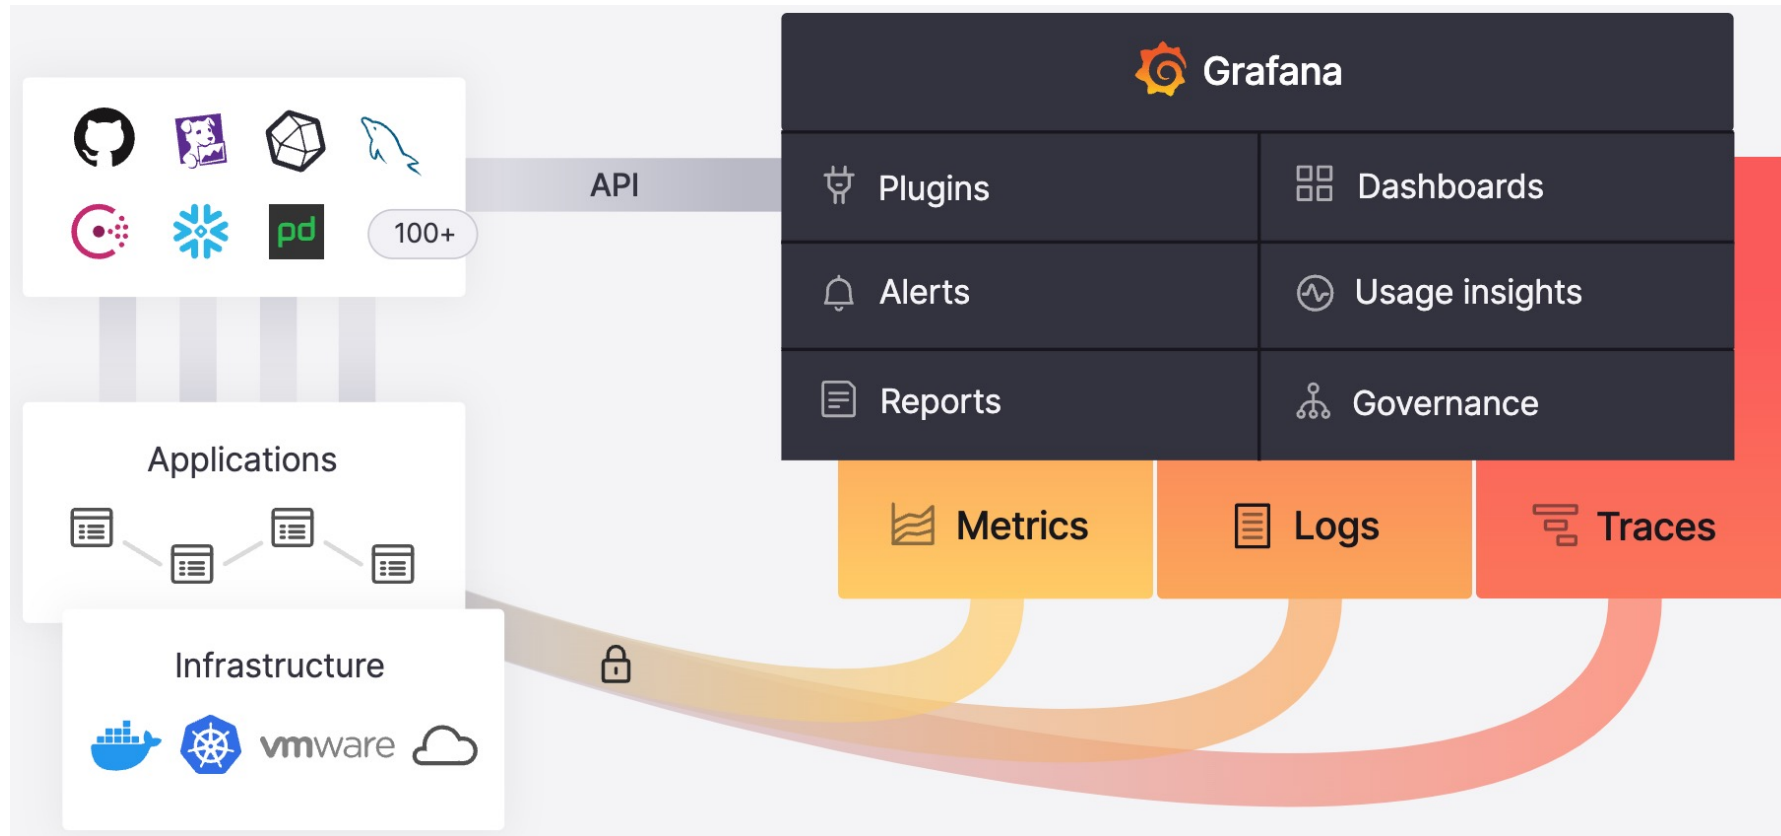 Grafana
API
Plugins
Dashboards
pd
100+
Alerts
Usage insights
Reports
Governance
Applications
Metrics
Logs
Traces
Infrastructure
vmware